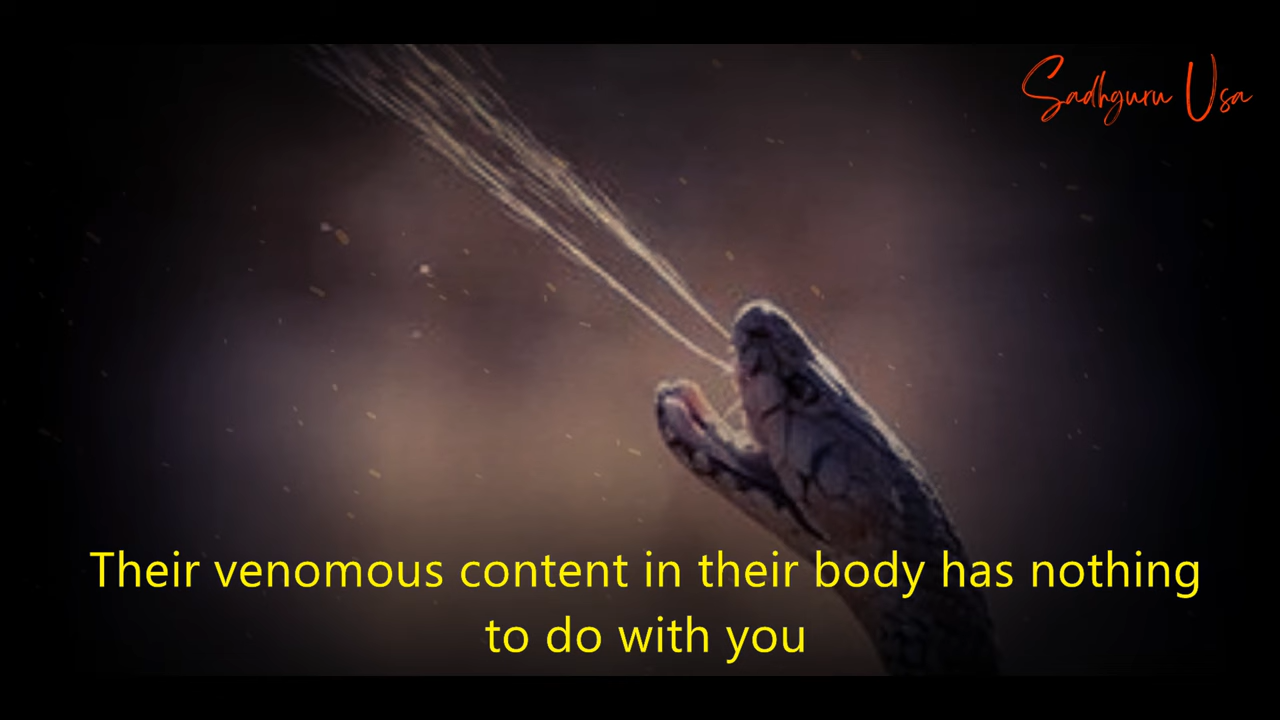 Sadhguru Usa
Their venomous content in their body has nothing
to do with you